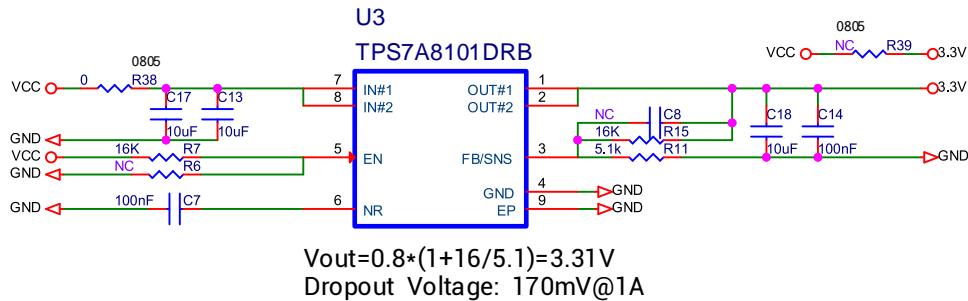 U3
TPS7A8101DRB
0805
VCC
0
R38
C17
C13
10uF
10uF
GND
VCC
16K
R7
GND
NC
R6
GND
100nF
C7
7
IN#1
8
IN#2
5
EN
6
NR
OUT#1
1
OUT#2
2
FB/SNS
3
GND
4
EP
9
GND
GND
NC
C8
16K
R15
5.1k
R11
C18
C14
10uF
100nF
0805
VCC
NC
R39
3.3V
3.3V
GND
Vout=0.8*(1+16/5.1)=3.31V
Dropout Voltage: 170mV@1A